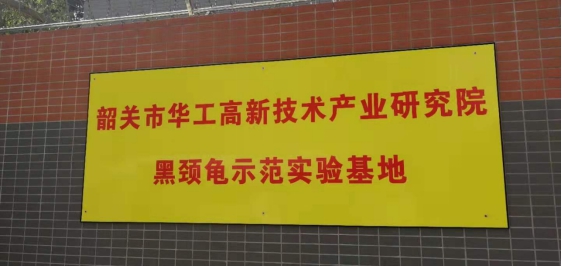 韶关市华工高新技术产业研究院
黑颈龟示范实验基地